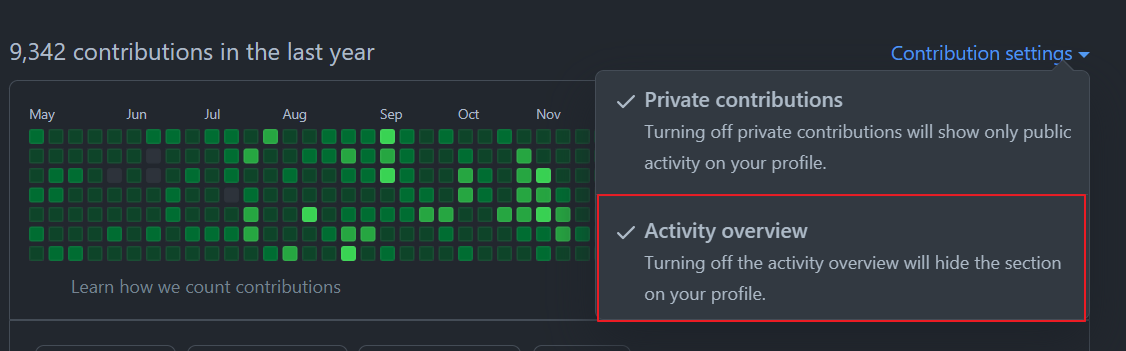 9,342 contributions in the last year
Contribution settings
May Jun Jul Aug Sep Oct Nov
Private contributions
Turning off private contributions will show only public
activity on your profile.
Activity overview
Turning off the activity overview will hide the section
on your profile.
Learn how we count contributions